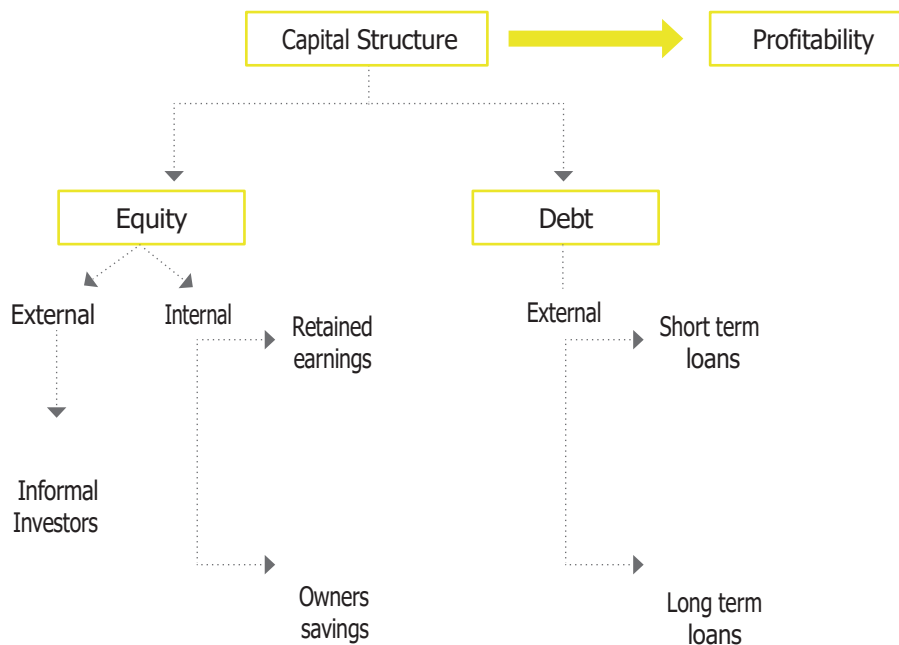 Capital Structure
Profitability
Equity
Debt
External
Internal
Retained
earnings
External
Short term
loans
Informal
Investors
Owners
savings
Long term
loans